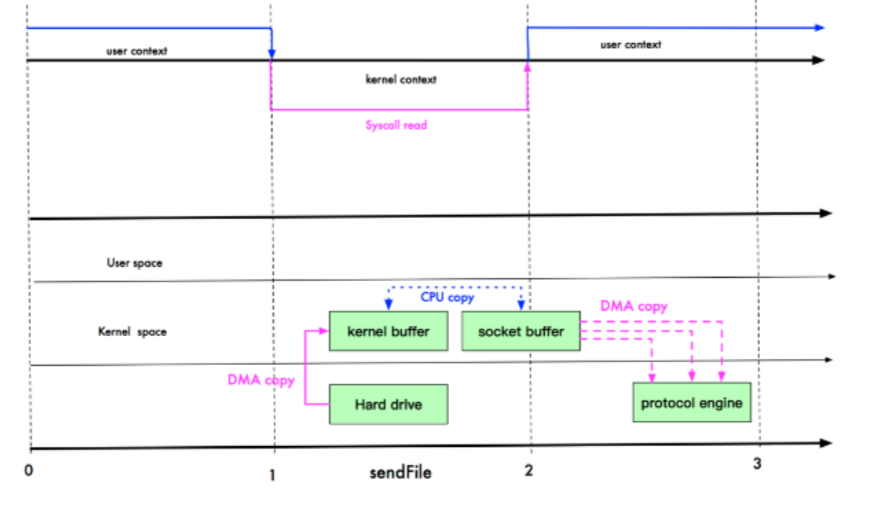 user context
user context
kernel context
Syscall read
User space
CPU copy
DMA copy
Kernel space
kernel buffer
socket buffer
DMA copy
Hard drive
protocol engine
0
1
sendFile
2
3